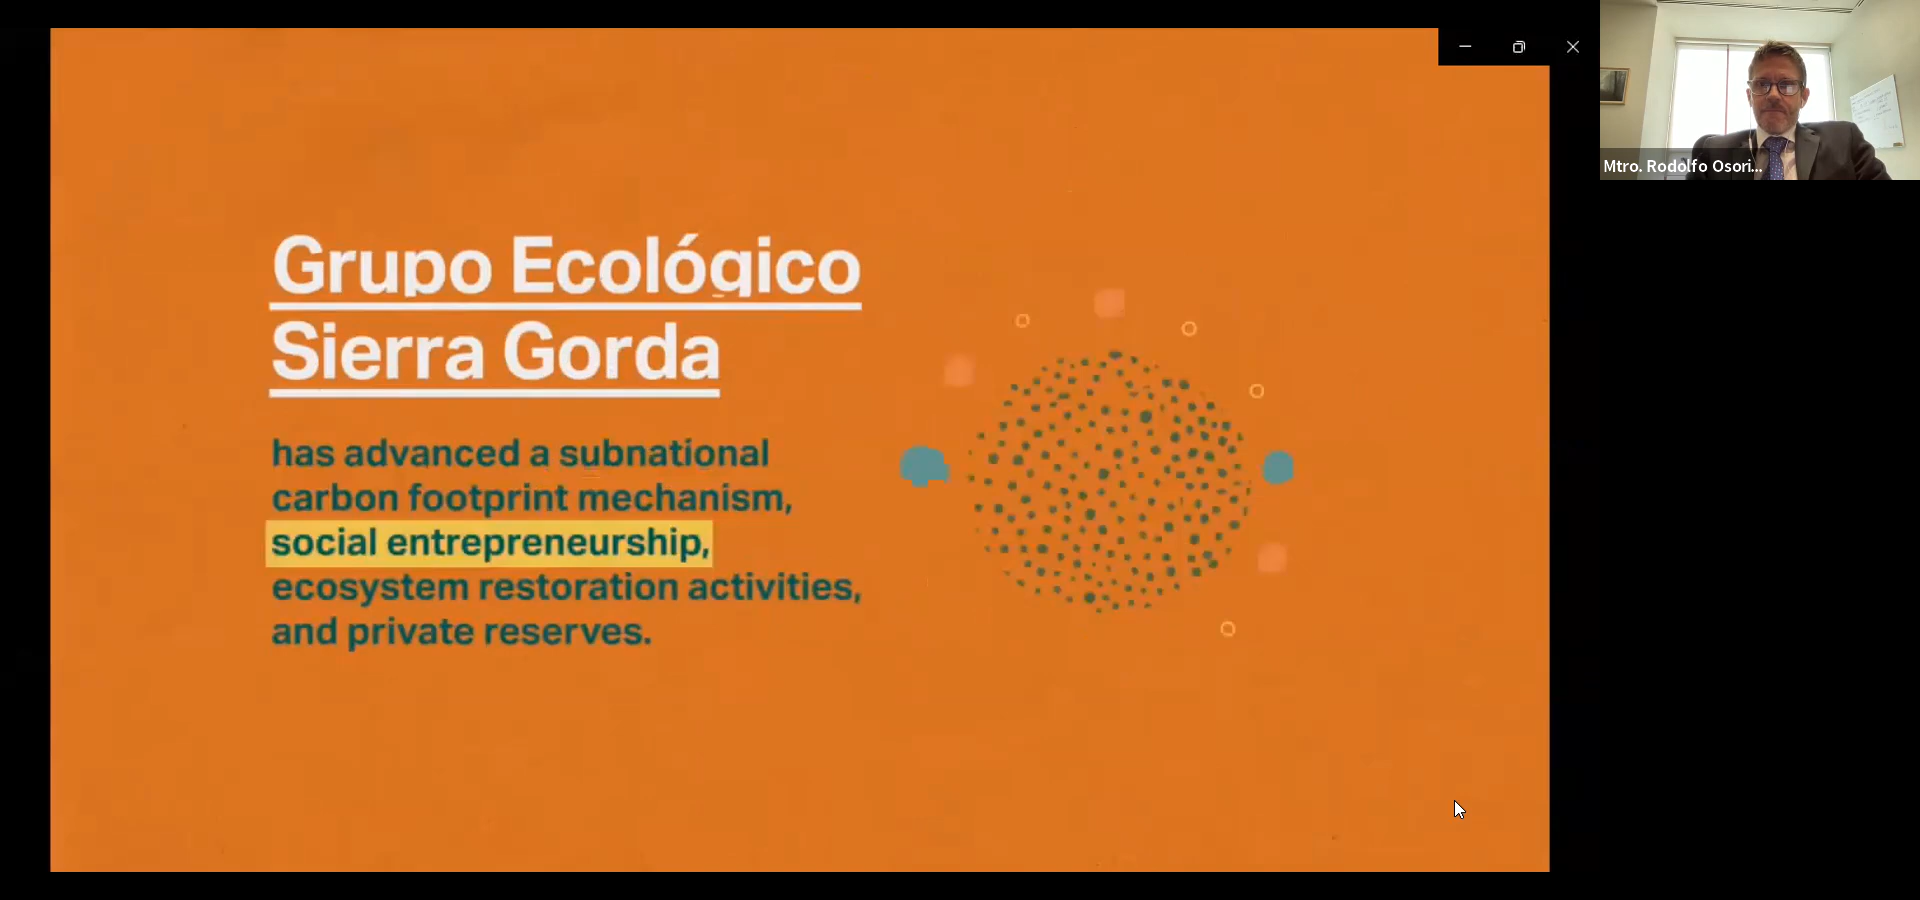 Grupo Ecológico
Sierra Gorda
has advanced a subnational
carbon footprint mechanism,
social entrepreneurship,
ecosystem restoration activities,
and private reserves.
Mtro. Rodolfo Osori...